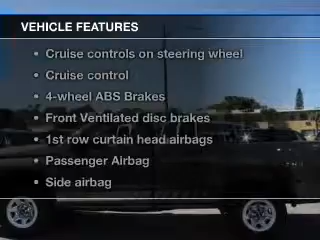 VEHICLE FEATURES
• Cruise controls on steering wheel
• Cruise control
• 4-wheel ABS Brakes
• Front Ventilated disc brakes
• 1st row curtain head airbags
• Passenger Airbag
• Side airbag